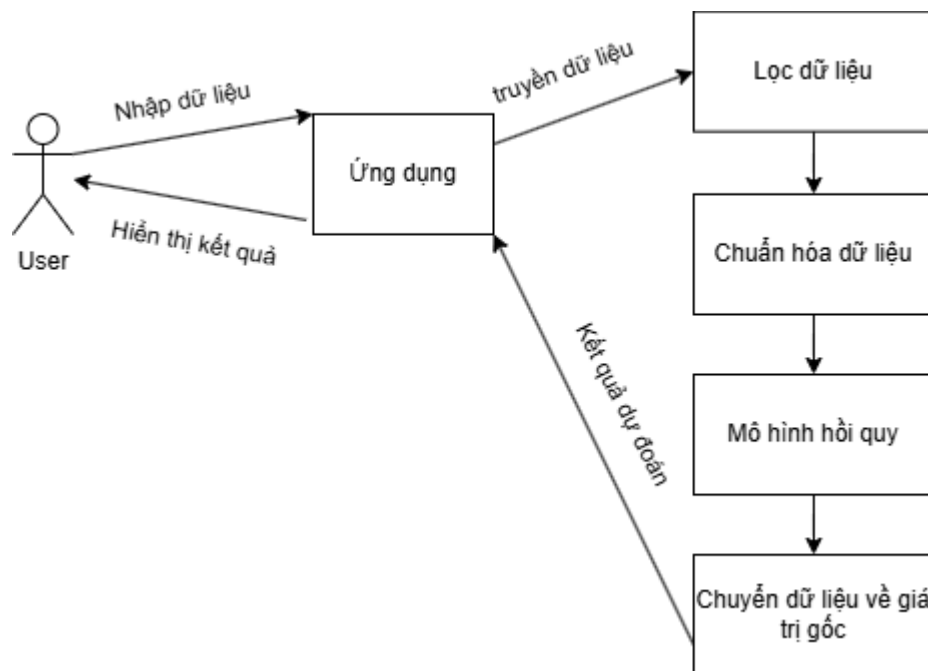 Nhập dữ liệu
Hiển thị kết quả
User
Ứng dụng
truyền dữ liệu
Lọc dữ liệu
Chuẩn hóa dữ liệu
Mô hình hồi quy
Chuyển dữ liệu về giá
trị gốc
Kết quả dự đoán